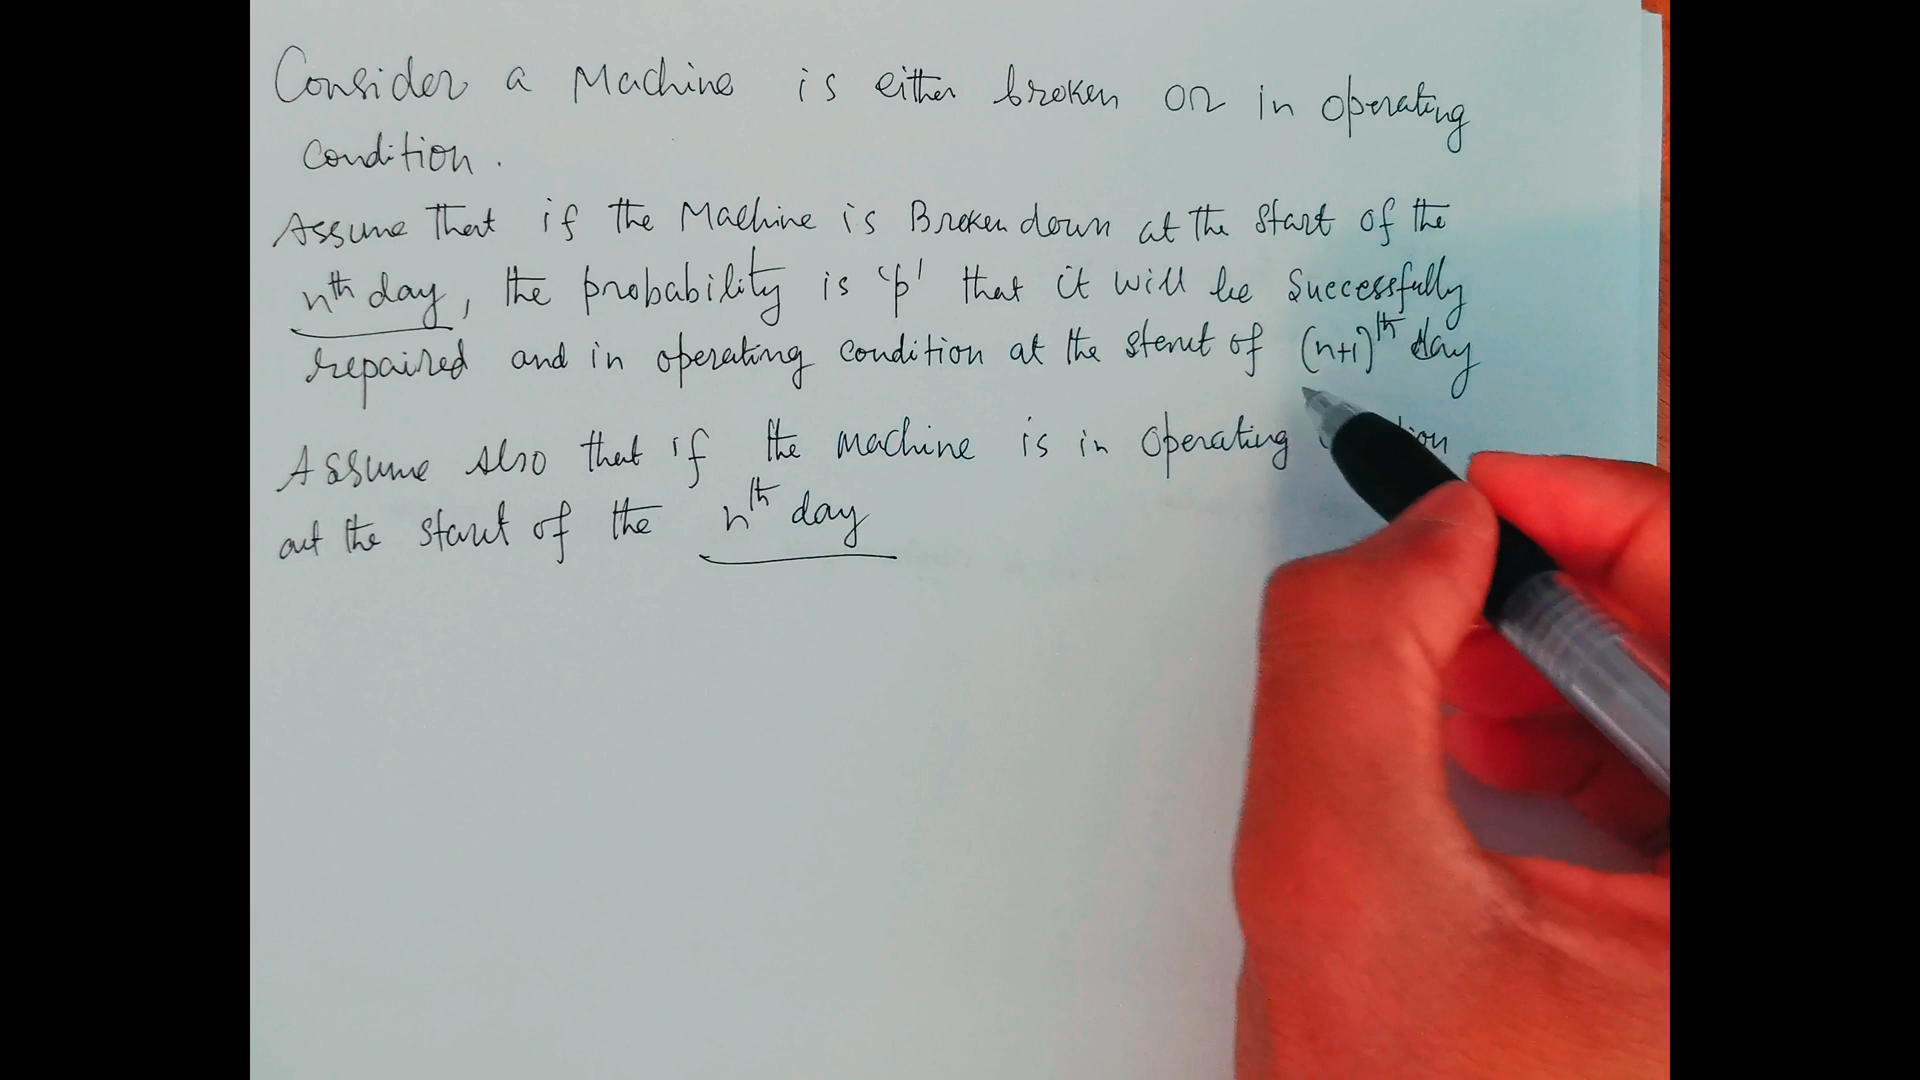 Consider a Machine is either broken or in operating
condition.
Assume that if the Machine is Broken down at the start of the
nth day, the probability is 'p' that it will be Successfully
repaired and in operating condition at the start of (n+1)th day
Assume also that if the machine is in operating
at the start of the nth day